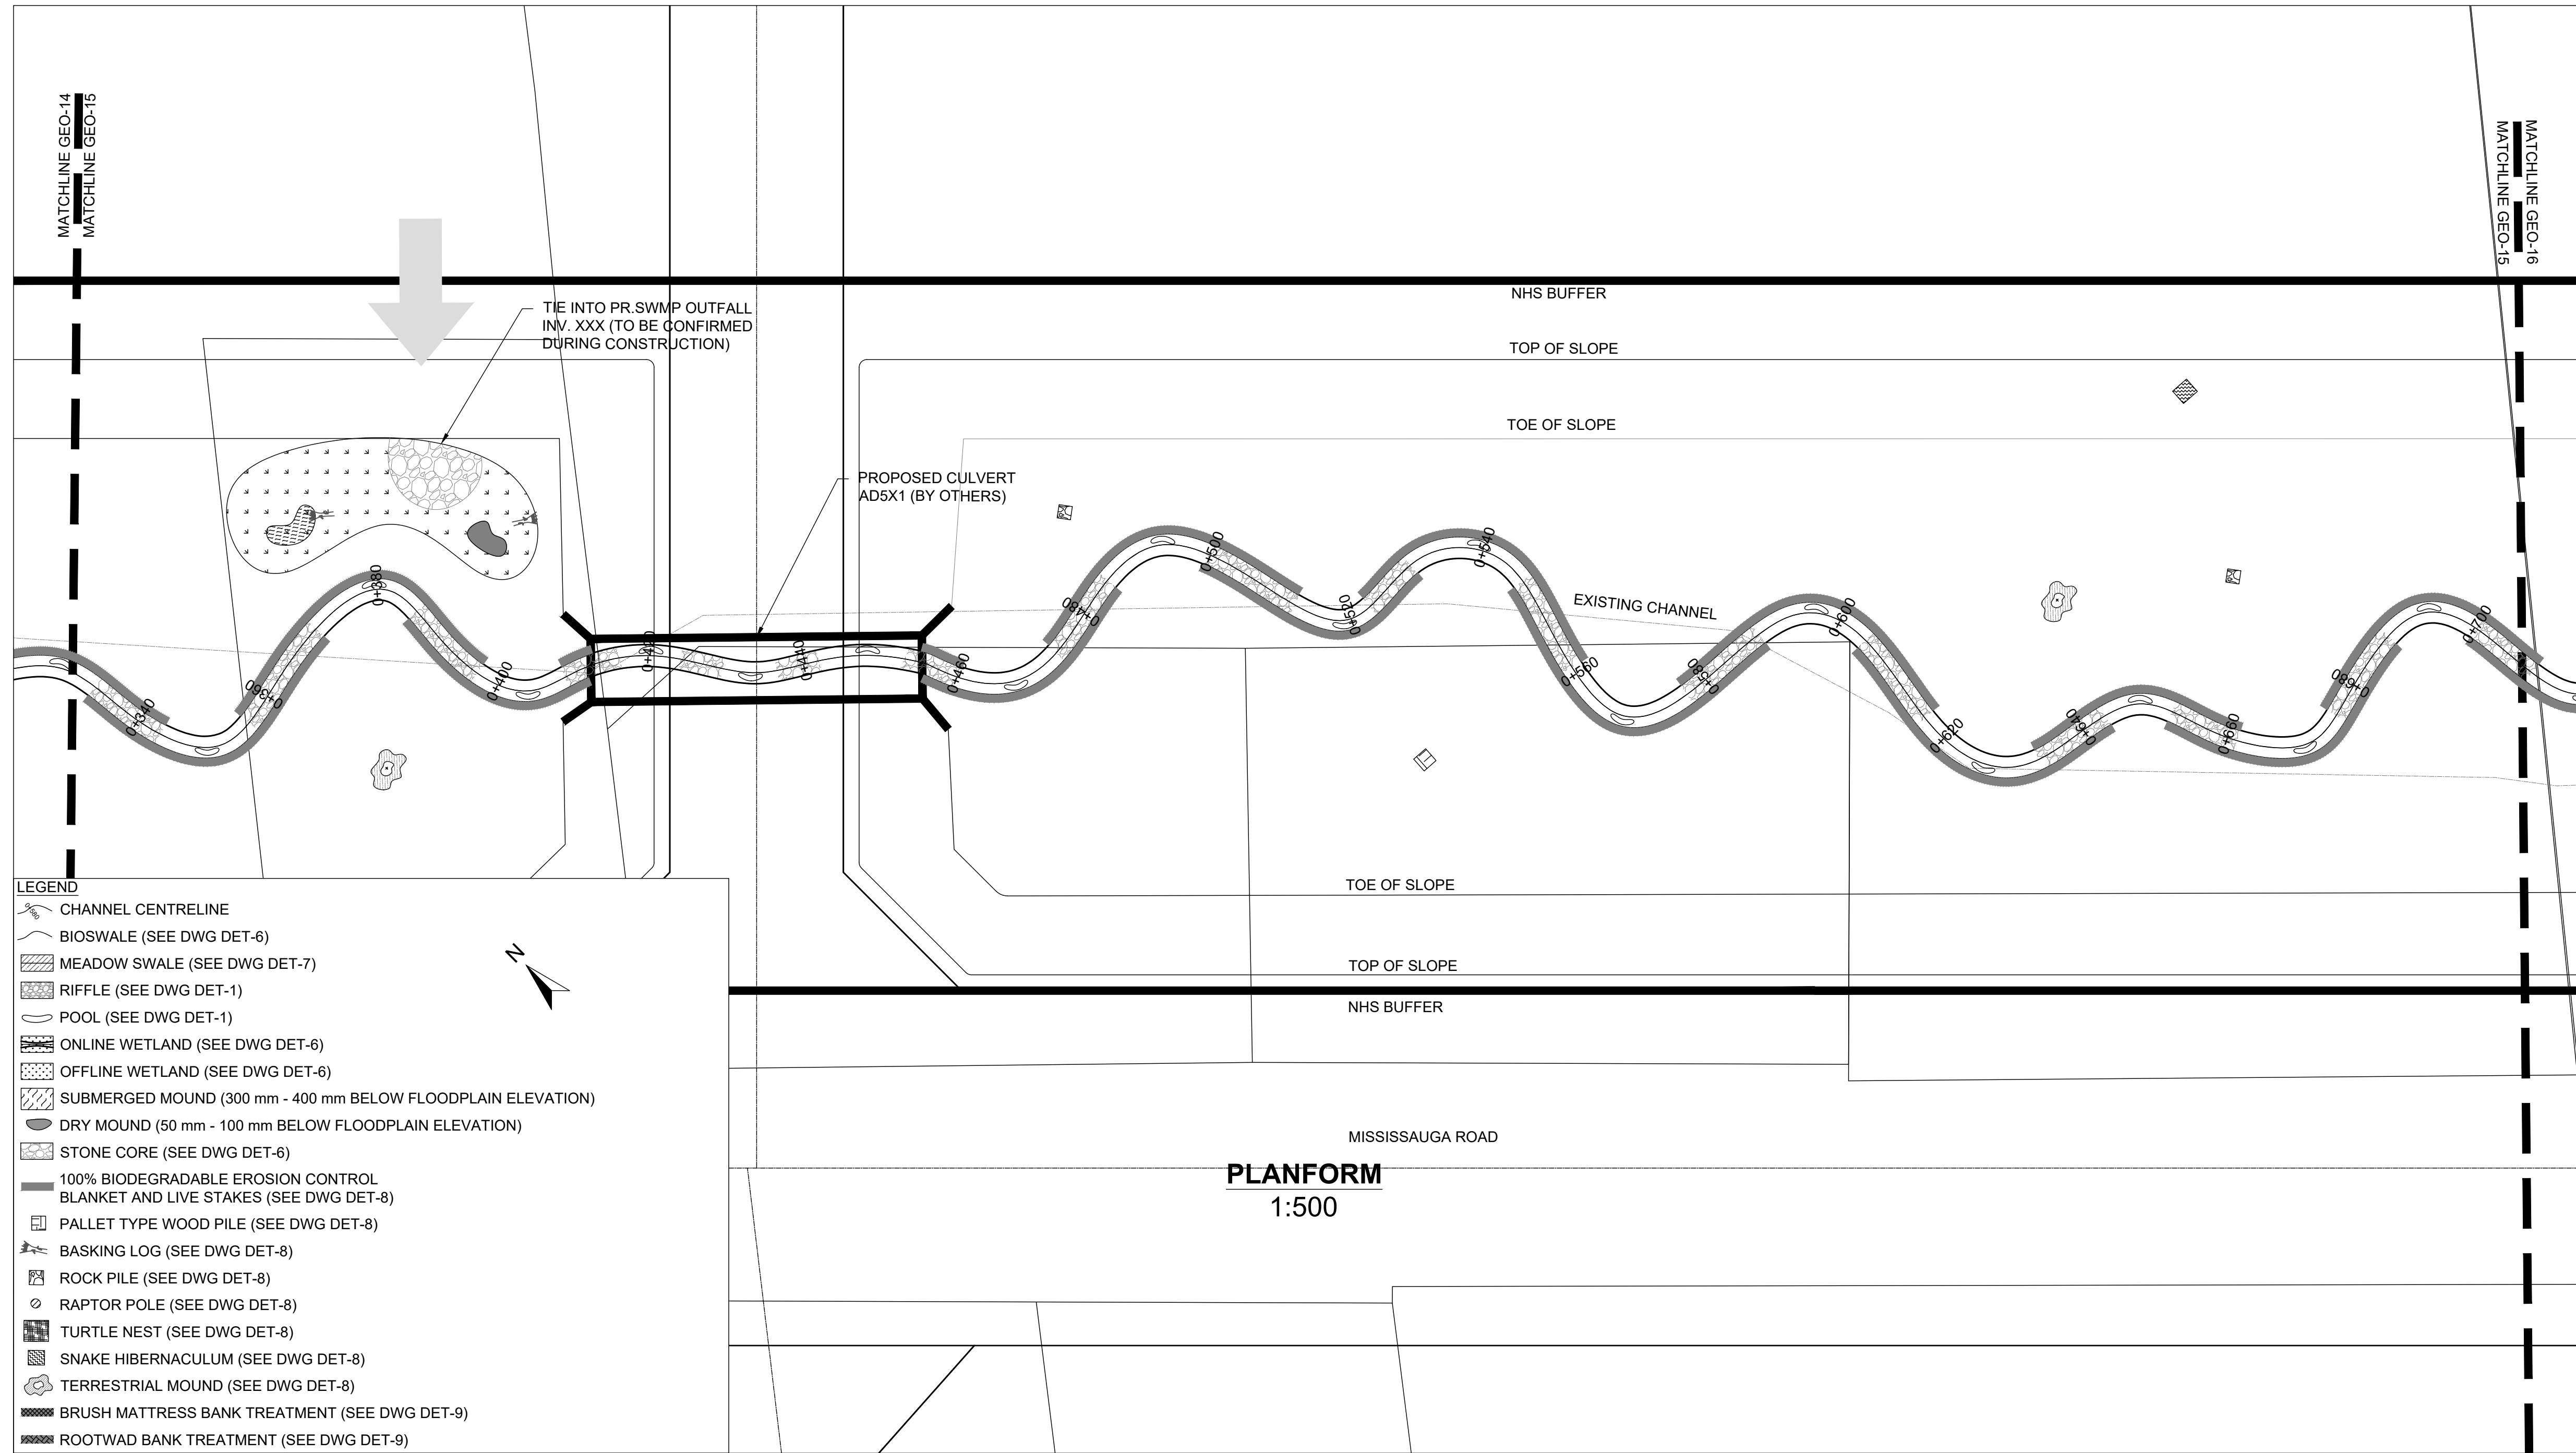 MATCHLINE GEO-14
MATCHLINE GEO-15
MATCHLINE GEO-15
MATCHLINE GEO-16
NHS BUFFER
TIE INTO PR.SWMP OUTFALL
INV. XXX (TO BE CONFIRMED
DURING CONSTRUCTION)
TOP OF SLOPE
TOE OF SLOPE
PROPOSED CULVERT
AD5X1 (BY OTHERS)
EXISTING CHANNEL
0+340
0+360
0+380
0+400
0+420
0+440
0+460
0+480
0+500
0+520
0+540
0+560
0+580
0+600
0+620
0+640
0+660
0+680
0+700
TOE OF SLOPE
TOP OF SLOPE
NHS BUFFER
MISSISSAUGA ROAD
PLANFORM
1:500
N
LEGEND
CHANNEL CENTRELINE
BIOSWALE (SEE DWG DET-6)
MEADOW SWALE (SEE DWG DET-7)
RIFFLE (SEE DWG DET-1)
POOL (SEE DWG DET-1)
ONLINE WETLAND (SEE DWG DET-6)
OFFLINE WETLAND (SEE DWG DET-6)
SUBMERGED MOUND (300 mm - 400 mm BELOW FLOODPLAIN ELEVATION)
DRY MOUND (50 mm - 100 mm BELOW FLOODPLAIN ELEVATION)
STONE CORE (SEE DWG DET-6)
100% BIODEGRADABLE EROSION CONTROL
BLANKET AND LIVE STAKES (SEE DWG DET-8)
PALLET TYPE WOOD PILE (SEE DWG DET-8)
BASKING LOG (SEE DWG DET-8)
ROCK PILE (SEE DWG DET-8)
RAPTOR POLE (SEE DWG DET-8)
TURTLE NEST (SEE DWG DET-8)
SNAKE HIBERNACULUM (SEE DWG DET-8)
TERRESTRIAL MOUND (SEE DWG DET-8)
BRUSH MATTRESS BANK TREATMENT (SEE DWG DET-9)
ROOTWAD BANK TREATMENT (SEE DWG DET-9)